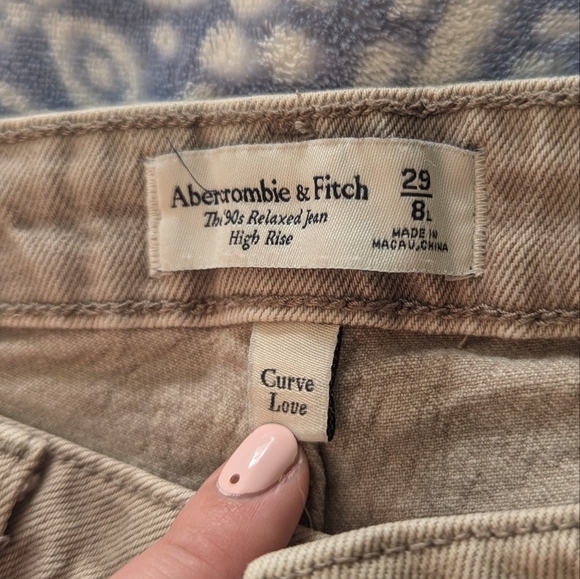 Abercrombie & Fitch
The '90s Relaxed Jean
High Rise
29
8L
MADE IN
MACAU, CHINA
Curve
Love